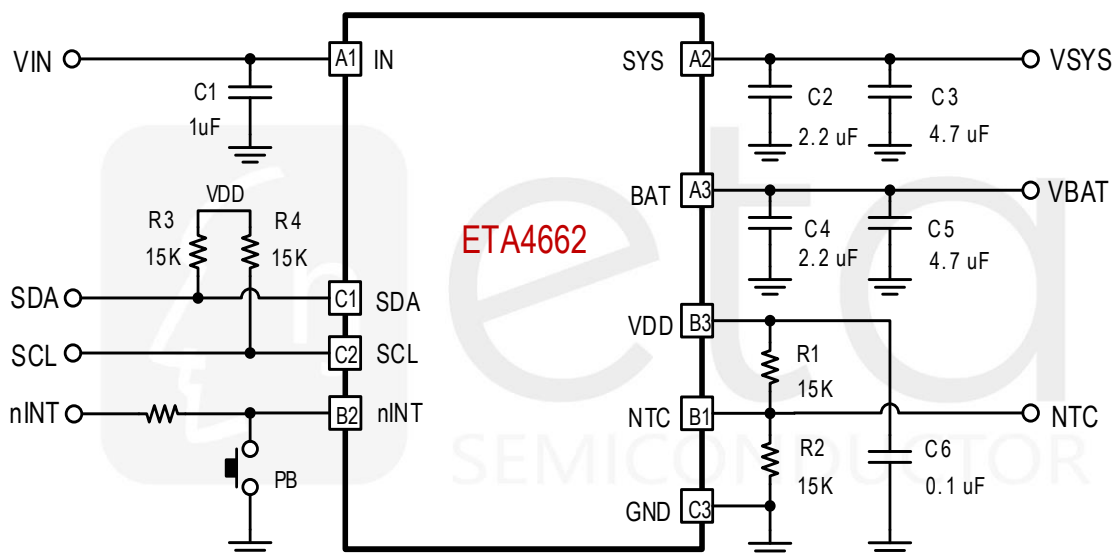 VIN A1 IN SYS A2 VSYS
C1 1uF
C2 2.2 uF
C3 4.7 uF
VDD
R3 15K
R4 15K
BAT A3 VBAT
C4 2.2 uF
C5 4.7 uF
ETA4662
SDA C1 SDA
VDD B3
SCL C2 SCL
R1 15K
nINT B2 nINT
NTC B1 NTC
PB
R2 15K
C6 0.1 uF
GND C3
eta
SEMICONDUCTOR